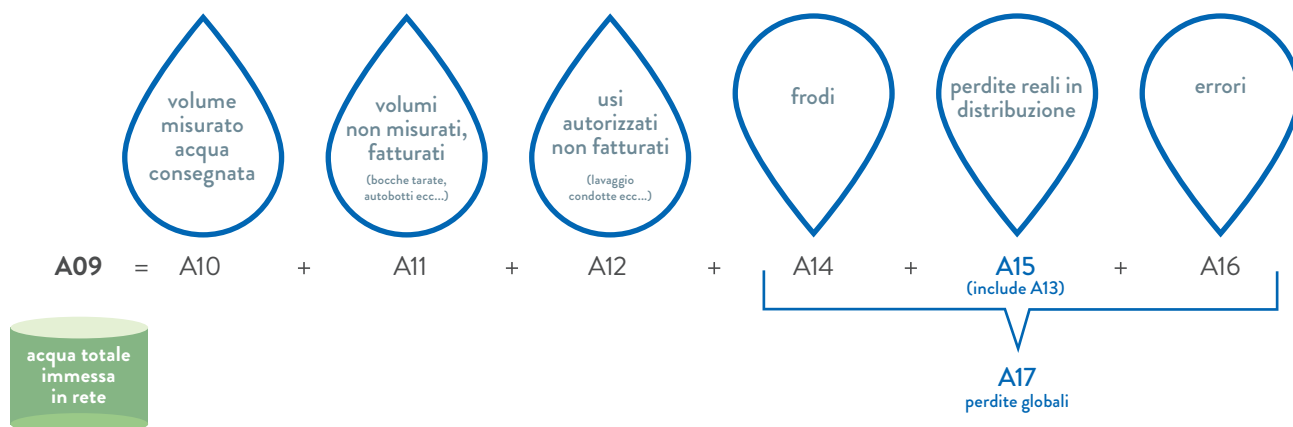 volume
misurato
acqua
consegnata
volumi
non misurati,
fatturati
(bocche tarate,
autobotti ecc...)
usi
autorizzati
non fatturati
(lavaggio
condotte ecc...)
frodi
perdite reali in
distribuzione
errori
A09 = A10 + A11 + A12 + A14 + A15 + A16
(include A13)
acqua totale
immessa
in rete
A17
perdite globali